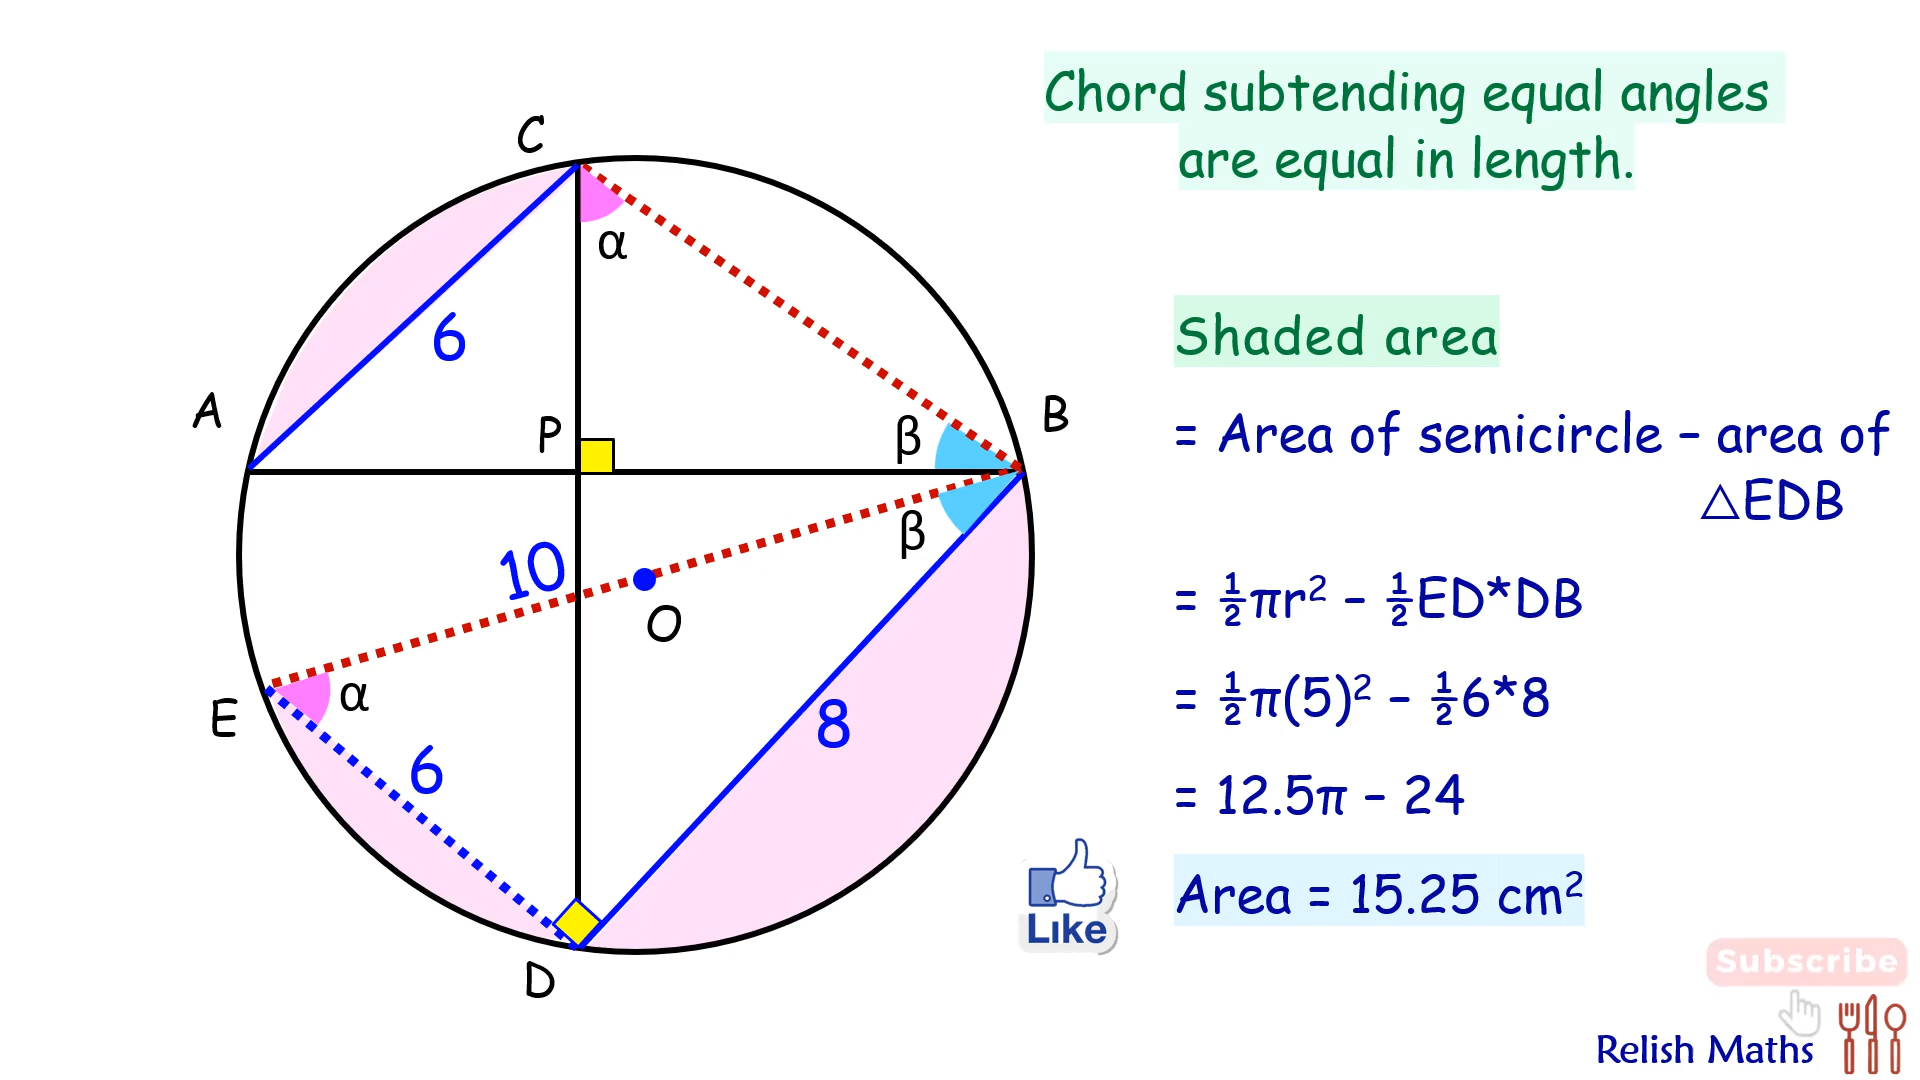 Chord subtending equal angles
are equal in length.
C
α
6
A
P
β
B
Shaded area
= Area of semicircle – area of
△EDB
β
10
O
= ½πr² – ½ED*DB
E
α
6
8
= ½π(5)² – ½6*8
= 12.5π – 24
Area = 15.25 cm²
Like
D
Subscribe
Relish Maths